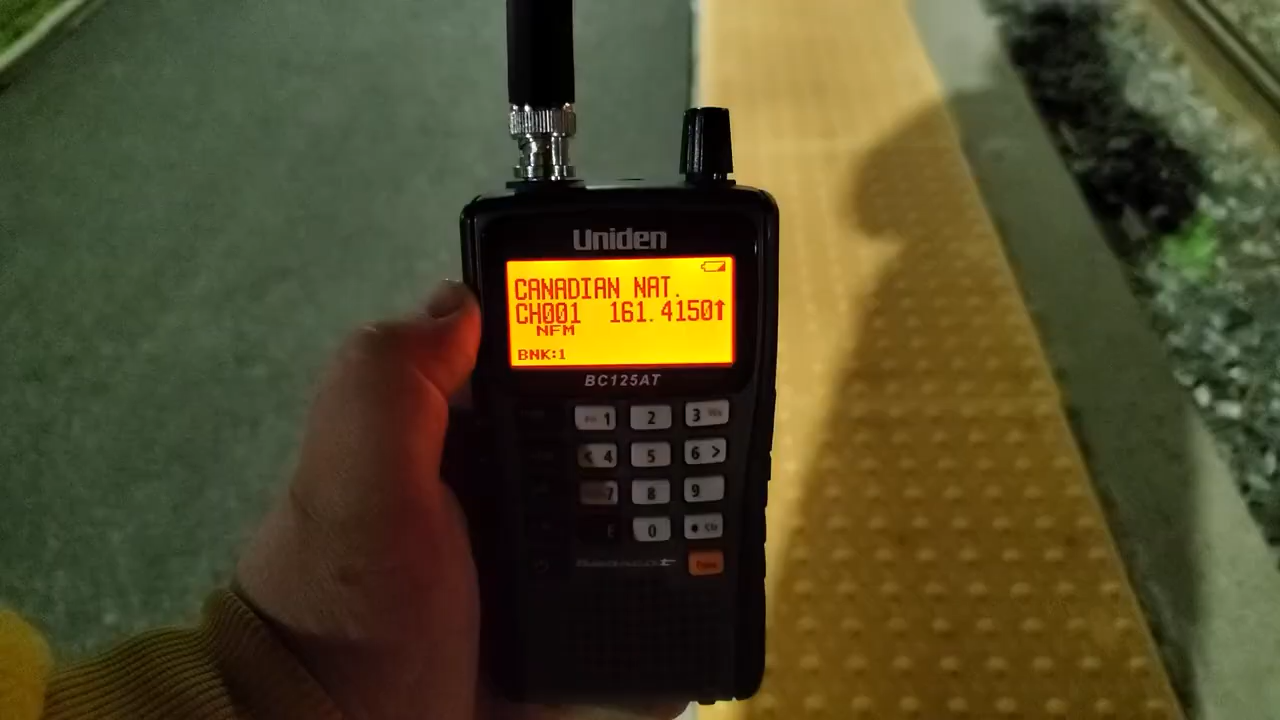 Uniden
CANADIAN NAT.
CH001 161.4150↑
NFM
BNK:1
BC125AT
1 2 3
< 4 5 6 >
7 8 9
E 0 •
Bearcat